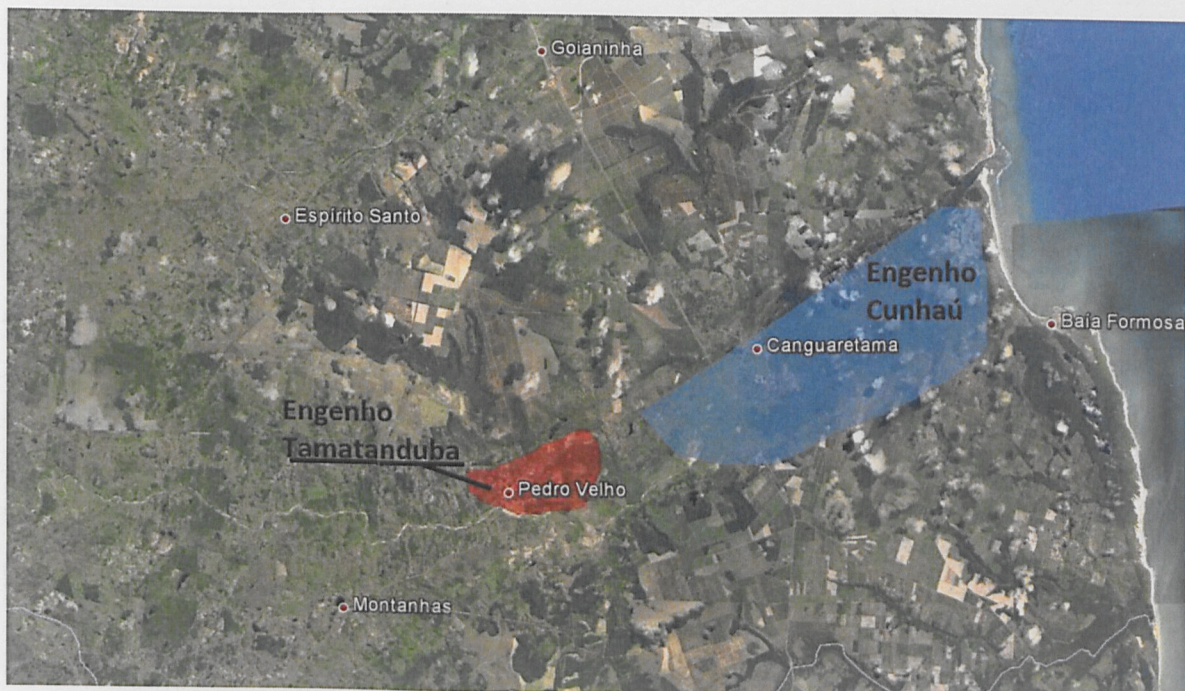 Goianinha
Espírito Santo
Engenho
Cunhaú
Baía Formosa
Canguaretama
Engenho
Tamatanduba
Pedro Velho
Montanhas